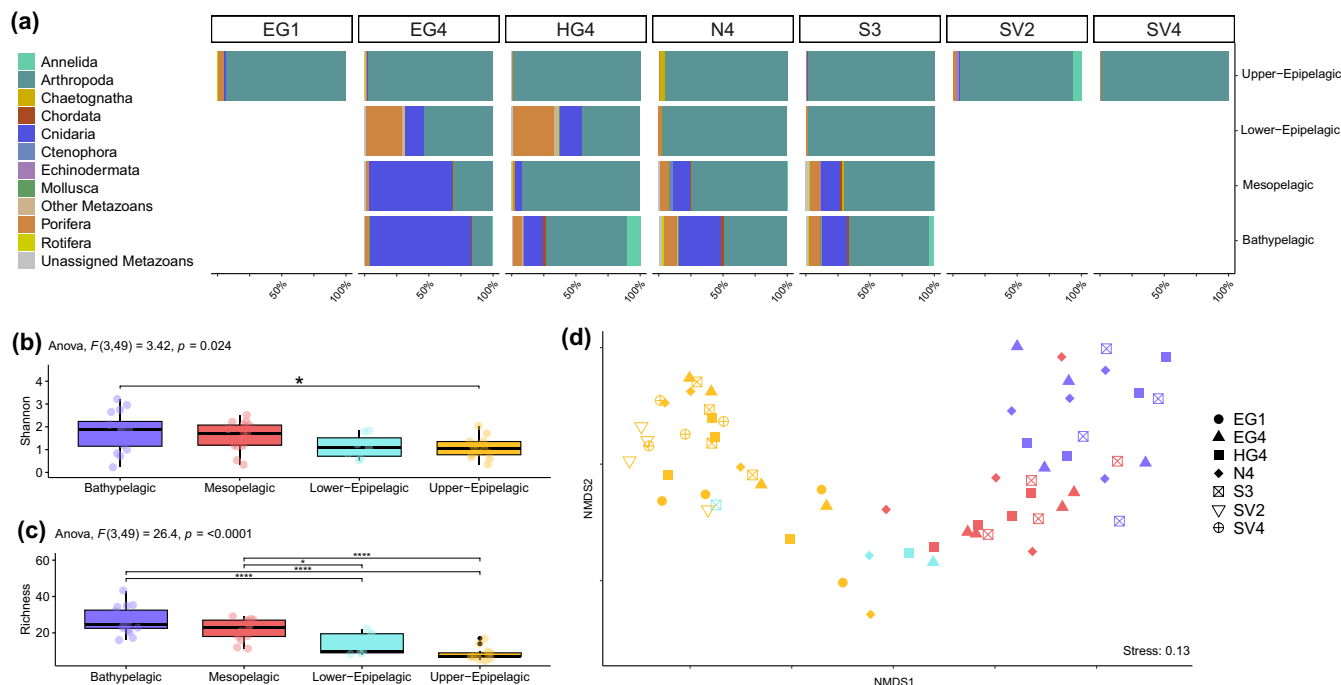 (a)
EG1 EG4 HG4 N4 S3 SV2 SV4
Annelida
Arthropoda
Chaetognatha
Chordata
Cnidaria
Ctenophora
Echinodermata
Mollusca
Other Metazoans
Porifera
Rotifera
Unassigned Metazoans
Upper-Epipelagic
Lower-Epipelagic
Mesopelagic
Bathypelagic
50% 100% 50% 100% 50% 100% 50% 100% 50% 100% 50% 100% 50% 100%
(b)
Anova, F(3,49) = 3.42, p = 0.024
*
Shannon
4
3
2
1
0
Bathypelagic Mesopelagic Lower−Epipelagic Upper−Epipelagic
(c)
Anova, F(3,49) = 26.4, p = <0.0001
****
*
****
****
Richness
60
40
20
Bathypelagic Mesopelagic Lower−Epipelagic Upper−Epipelagic
(d)
NMDS2
NMDS1
Stress: 0.13
EG1
EG4
HG4
N4
S3
SV2
SV4